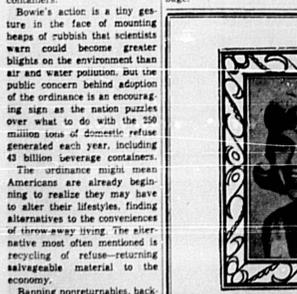 containers.
Bowie's action is a tiny ges-
ture in the face of mounting
heaps of rubbish that scientists
warn could become greater
blights on the environment than
air and water pollution. But the
public concern behind adoption
of the ordinance is an encourag-
ing sign as the nation puzzles
over what to do with the 250
million tons of domestic refuse
generated each year, including
43 billion beverage containers.
The ordinance might mean
Americans are already begin-
ning to realize they may have
to alter their lifestyles, finding
alternatives to the conveniences
of throw-away living. The alter-
native most often mentioned is
recycling of refuse—returning
salvageable material to the
economy.
Banning nonreturnables, back-